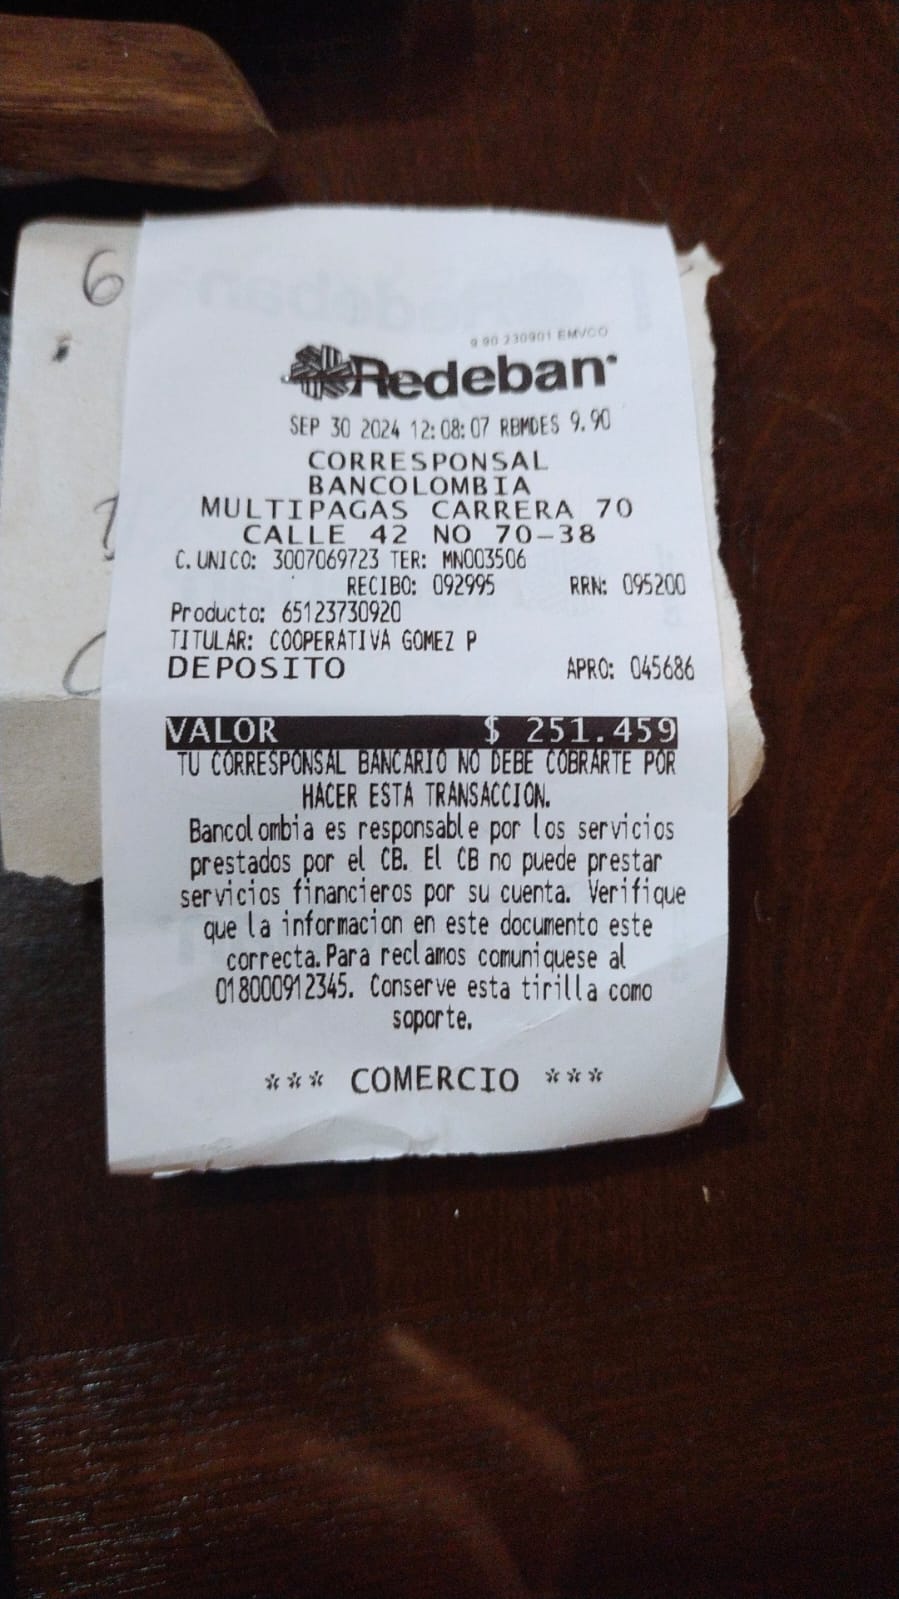 6
9.90 230901 EMVCO
Redeban
SEP 30 2024 12:08:07 RBMDES 9.90
CORRESPONSAL
BANCOLOMBIA
MULTIPAGAS CARRERA 70
CALLE 42 NO 70-38
C. UNICO: 3007069723 TER: MN003506
RECIBO: 092995 RRN: 095200
Producto: 65123730920
TITULAR: COOPERATIVA GOMEZ P
DEPOSITO APRO: 045686
VALOR $ 251.459
TU CORRESPONSAL BANCARIO NO DEBE COBRARTE POR
HACER ESTA TRANSACCION.
Bancolombia es responsable por los servicios
prestados por el CB. El CB no puede prestar
servicios financieros por su cuenta. Verifique
que la informacion en este documento este
correcta.Para reclamos comuniquese al
018000912345. Conserve esta tirilla como
soporte.
*** COMERCIO ***